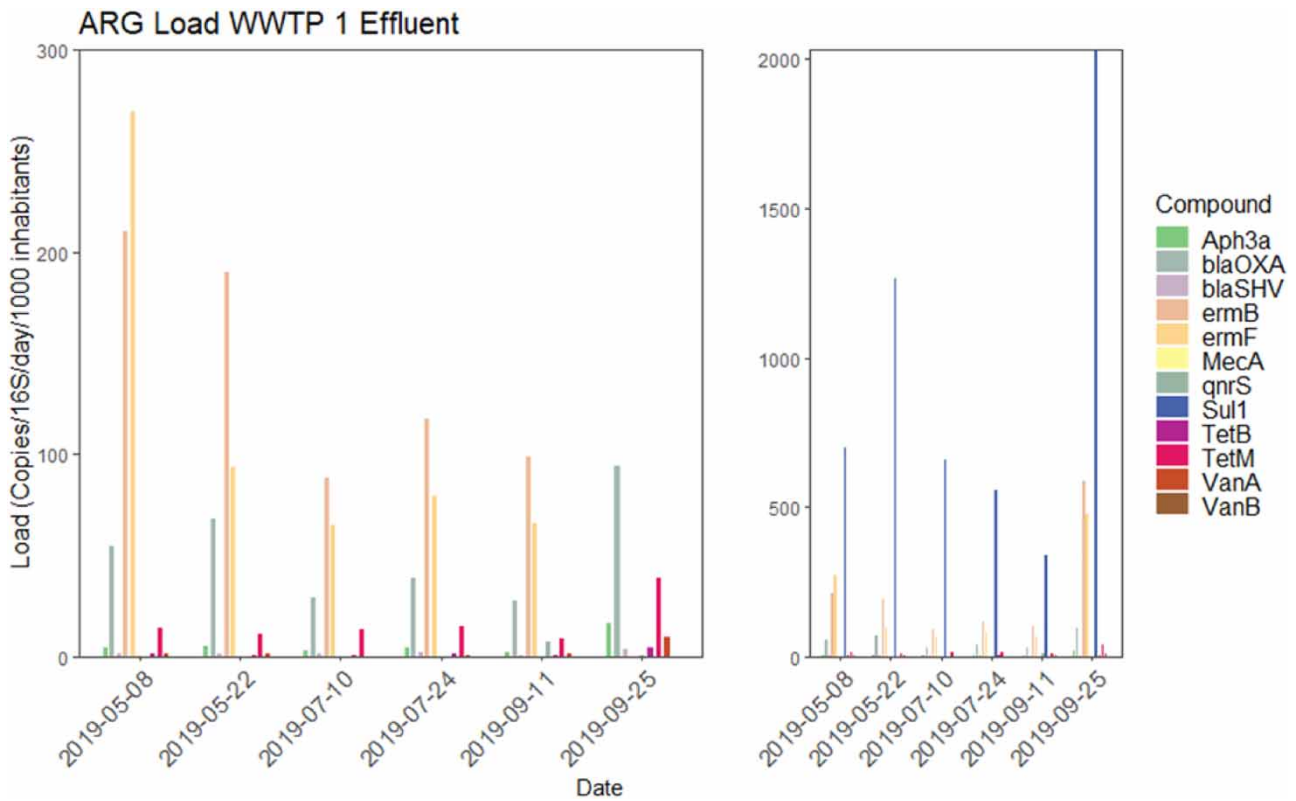 ARG Load WWTP 1 Effluent
Load (Copies/16S/day/1000 inhabitants)
300
200
100
0
2019-05-08
2019-05-22
2019-07-10
2019-07-24
2019-09-11
2019-09-25
2000
1500
1000
500
0
2019-05-08
2019-05-22
2019-07-10
2019-07-24
2019-09-11
2019-09-25
Date
Compound
Aph3a
blaOXA
blaSHV
ermB
ermF
MecA
qnrS
Sul1
TetB
TetM
VanA
VanB